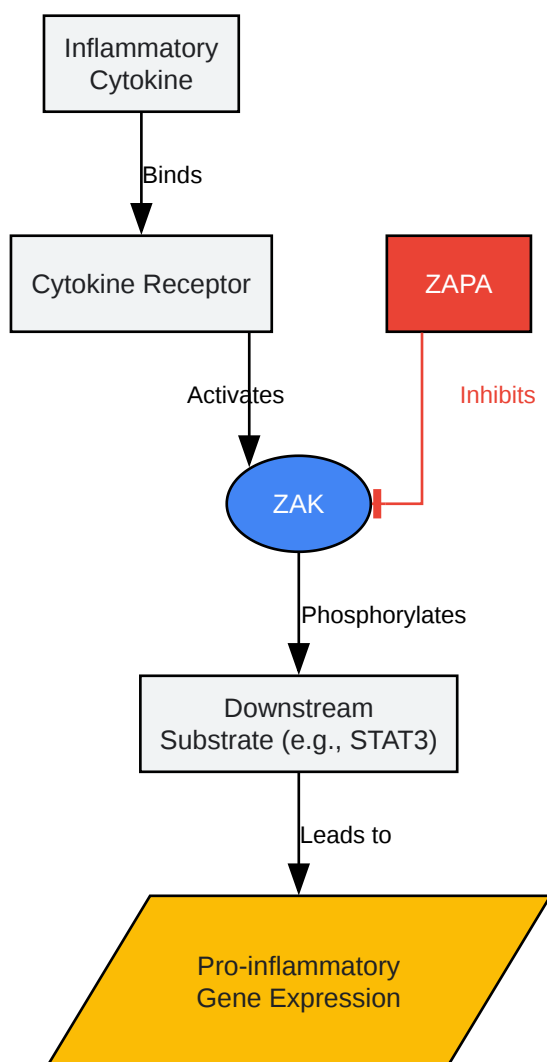 Inflammatory
Cytokine
Binds
Cytokine Receptor
ZAPA
Activates
Inhibits
ZAK
Phosphorylates
Downstream
Substrate (e.g., STAT3)
Leads to
Pro-inflammatory
Gene Expression